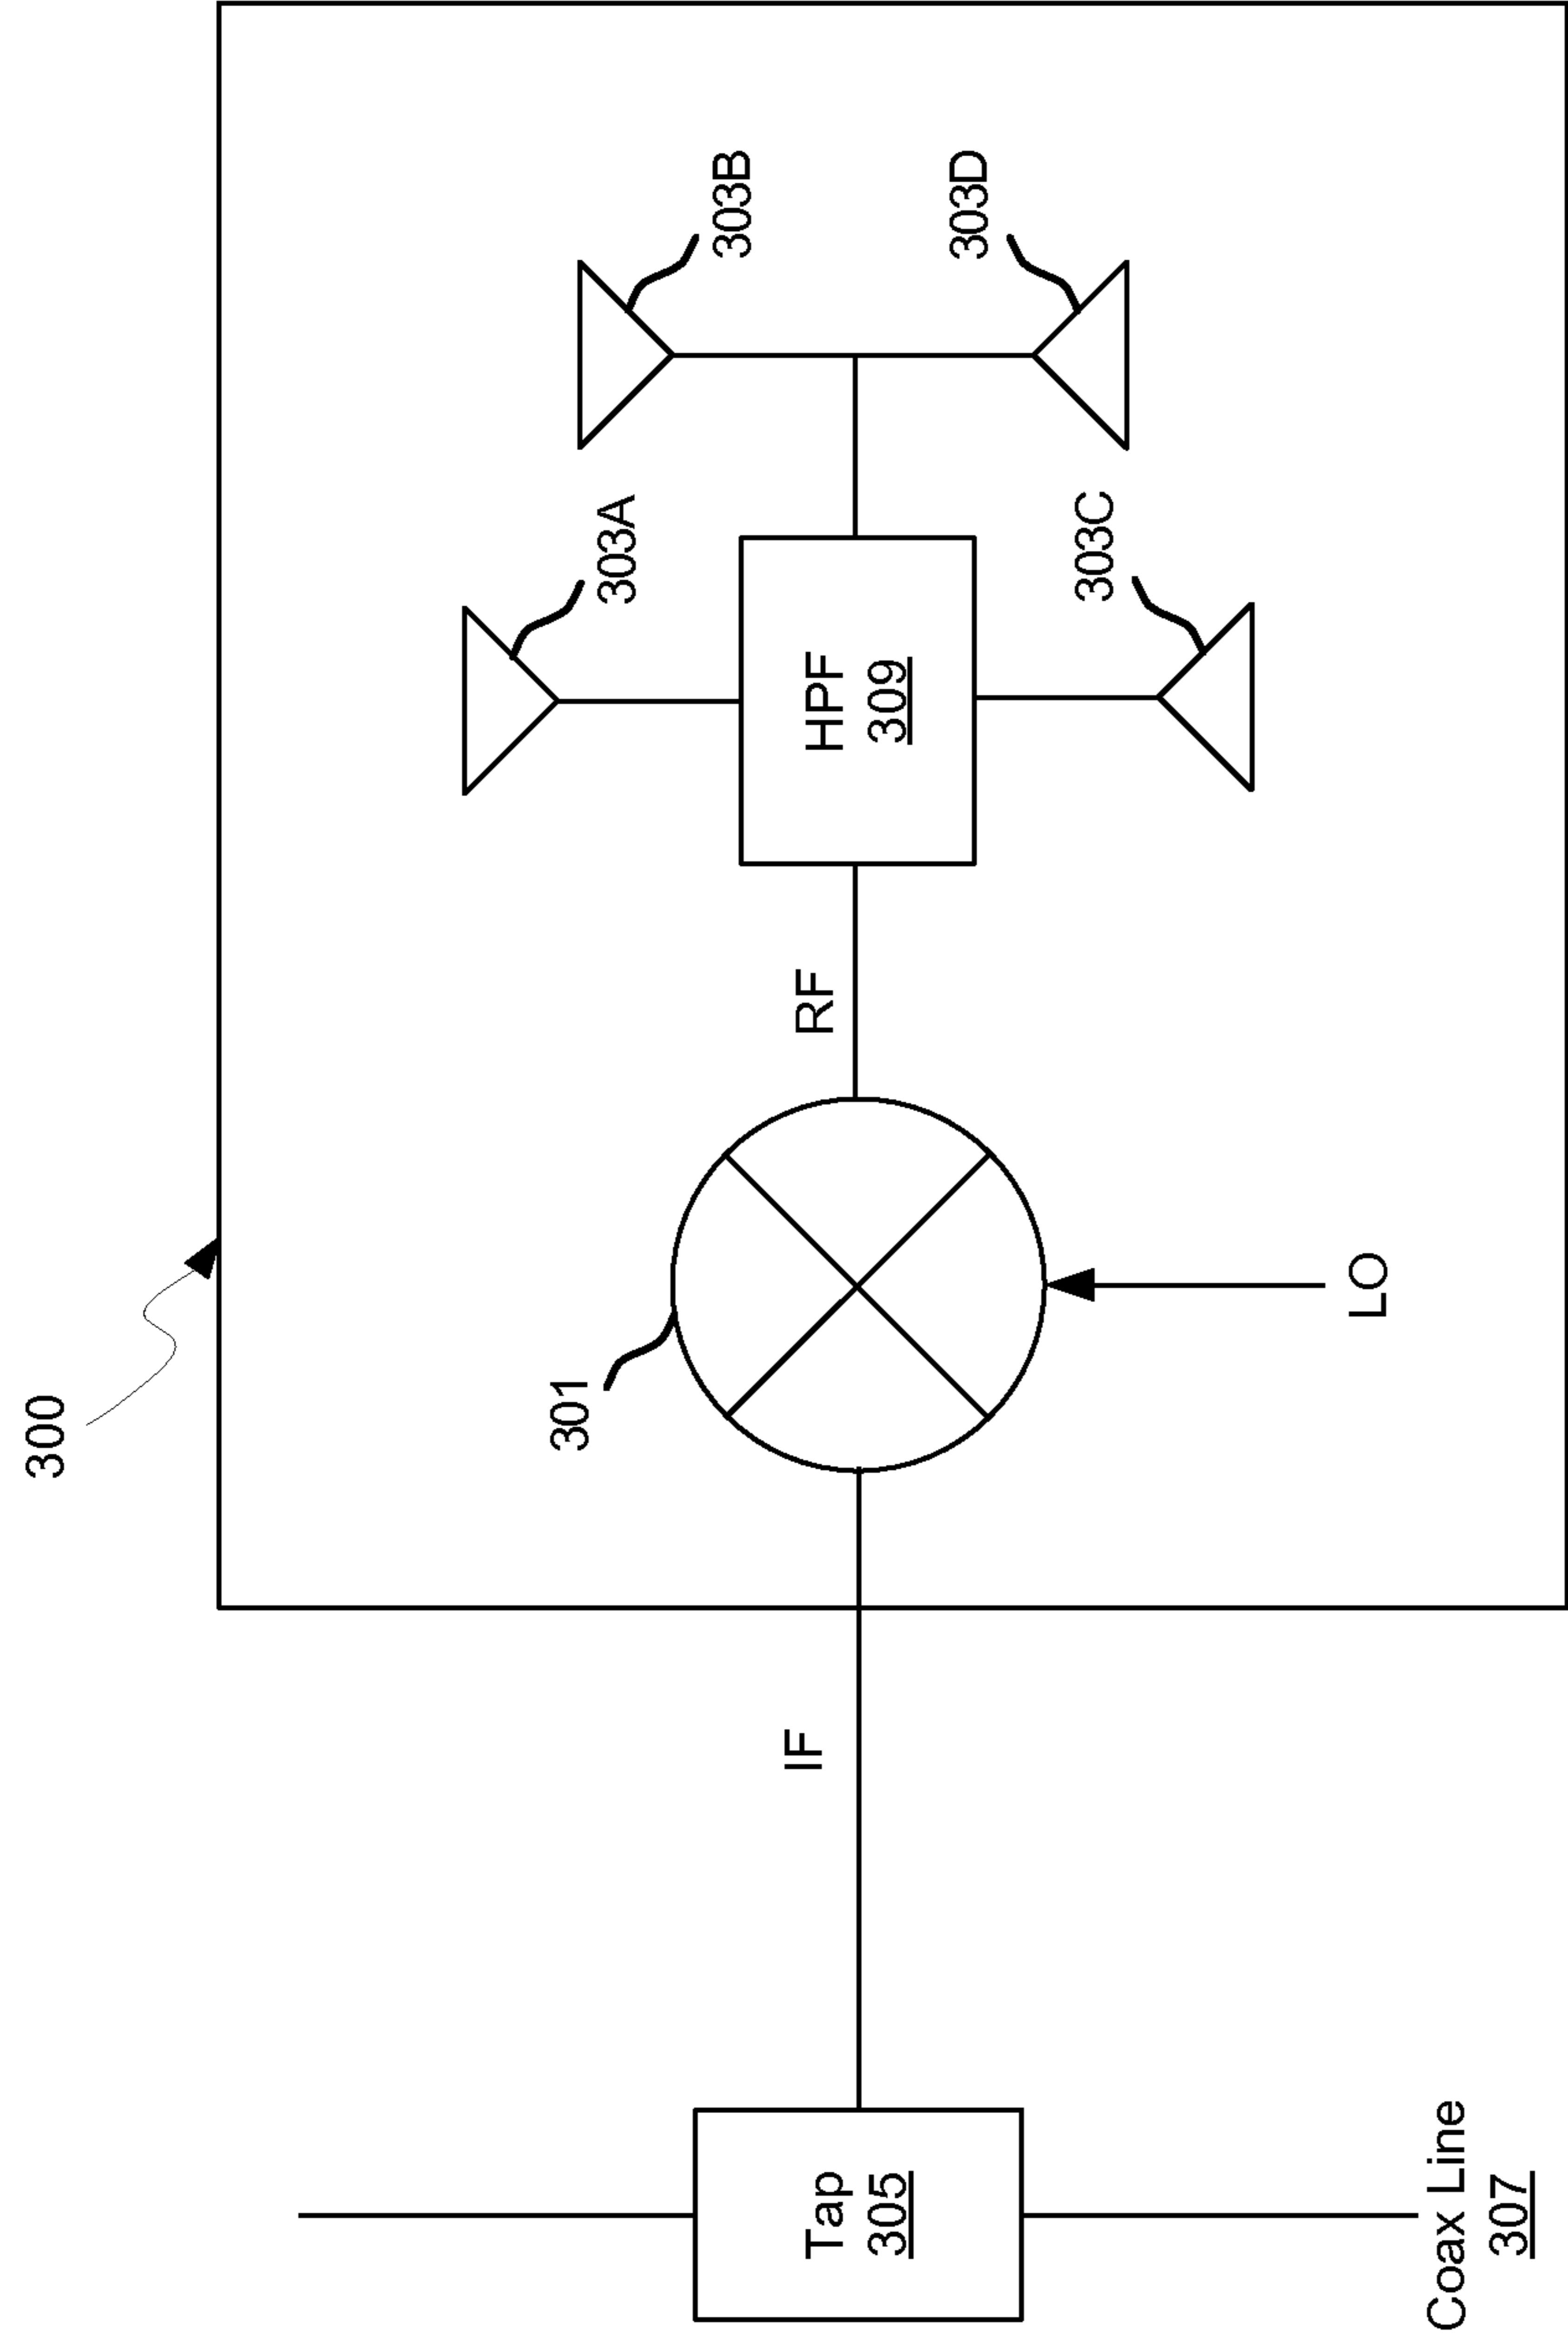 300
303B
303A
301
IF
RF
HPF
309
Tap
305
303D
303C
LO
Coax Line
307